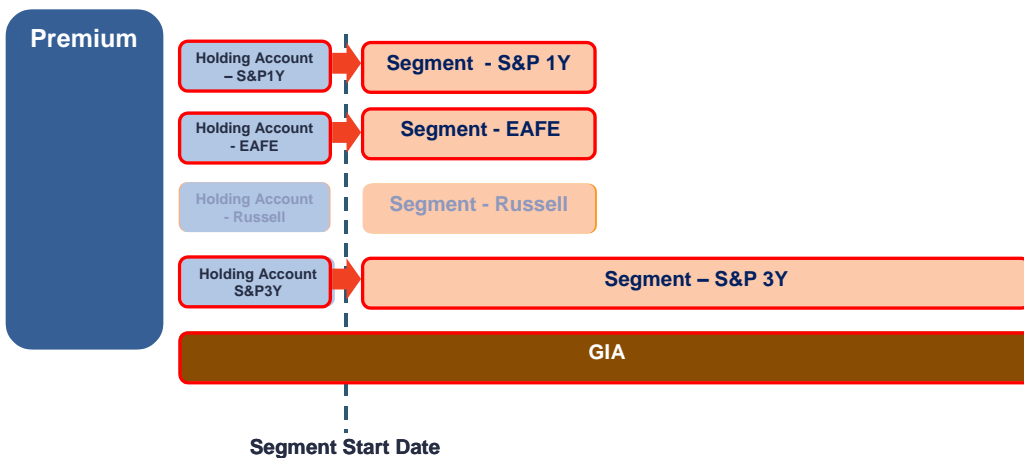 Premium
Holding Account
– S&P1Y
Segment - S&P 1Y
Holding Account
- EAFE
Segment - EAFE
Holding Account
- Russell
Segment - Russell
Holding Account
S&P3Y
Segment – S&P 3Y
GIA
Segment Start Date